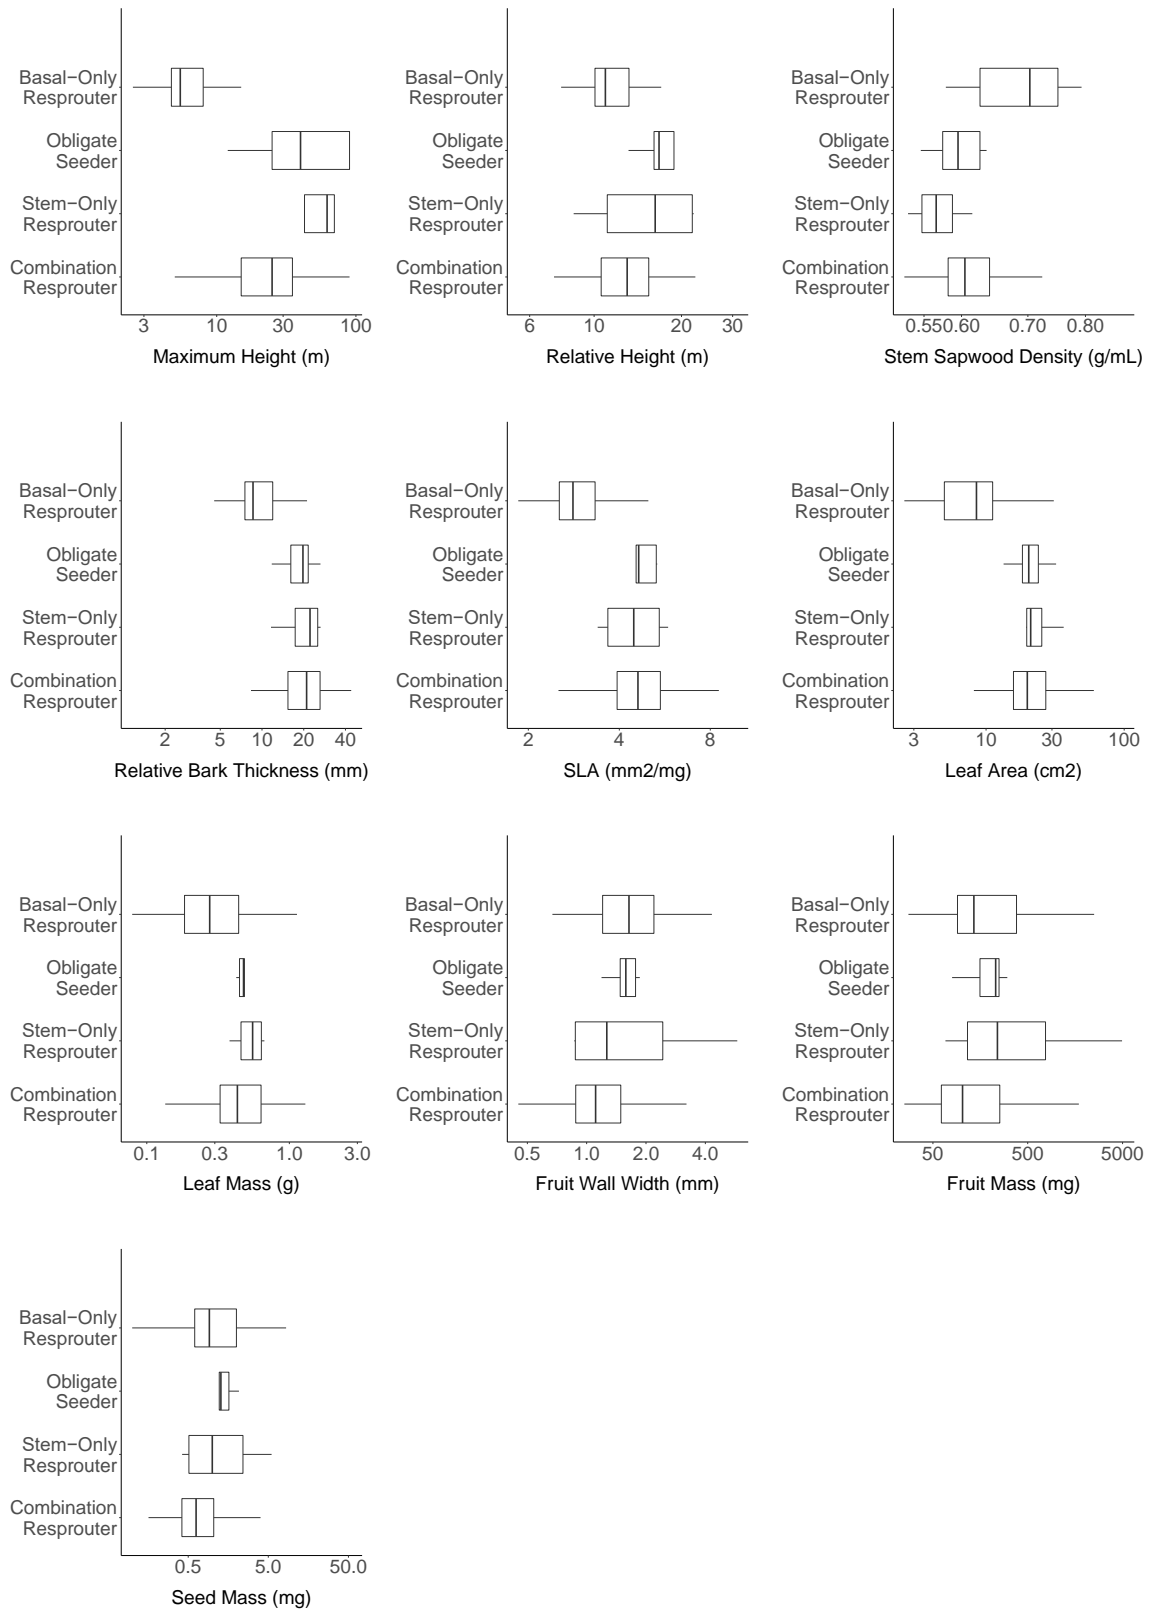 Basal−Only
Resprouter
Obligate
Seeder
Stem−Only
Resprouter
Combination
Resprouter
3 10 30 100
Maximum Height (m)
Basal−Only
Resprouter
Obligate
Seeder
Stem−Only
Resprouter
Combination
Resprouter
6 10 20 30
Relative Height (m)
Basal−Only
Resprouter
Obligate
Seeder
Stem−Only
Resprouter
Combination
Resprouter
0.55 0.60 0.70 0.80
Stem Sapwood Density (g/mL)
Basal−Only
Resprouter
Obligate
Seeder
Stem−Only
Resprouter
Combination
Resprouter
2 5 10 20 40
Relative Bark Thickness (mm)
Basal−Only
Resprouter
Obligate
Seeder
Stem−Only
Resprouter
Combination
Resprouter
2 4 8
SLA (mm2/mg)
Basal−Only
Resprouter
Obligate
Seeder
Stem−Only
Resprouter
Combination
Resprouter
3 10 30 100
Leaf Area (cm2)
Basal−Only
Resprouter
Obligate
Seeder
Stem−Only
Resprouter
Combination
Resprouter
0.1 0.3 1.0 3.0
Leaf Mass (g)
Basal−Only
Resprouter
Obligate
Seeder
Stem−Only
Resprouter
Combination
Resprouter
0.5 1.0 2.0 4.0
Fruit Wall Width (mm)
Basal−Only
Resprouter
Obligate
Seeder
Stem−Only
Resprouter
Combination
Resprouter
50 500 5000
Fruit Mass (mg)
Basal−Only
Resprouter
Obligate
Seeder
Stem−Only
Resprouter
Combination
Resprouter
0.5 5.0 50.0
Seed Mass (mg)